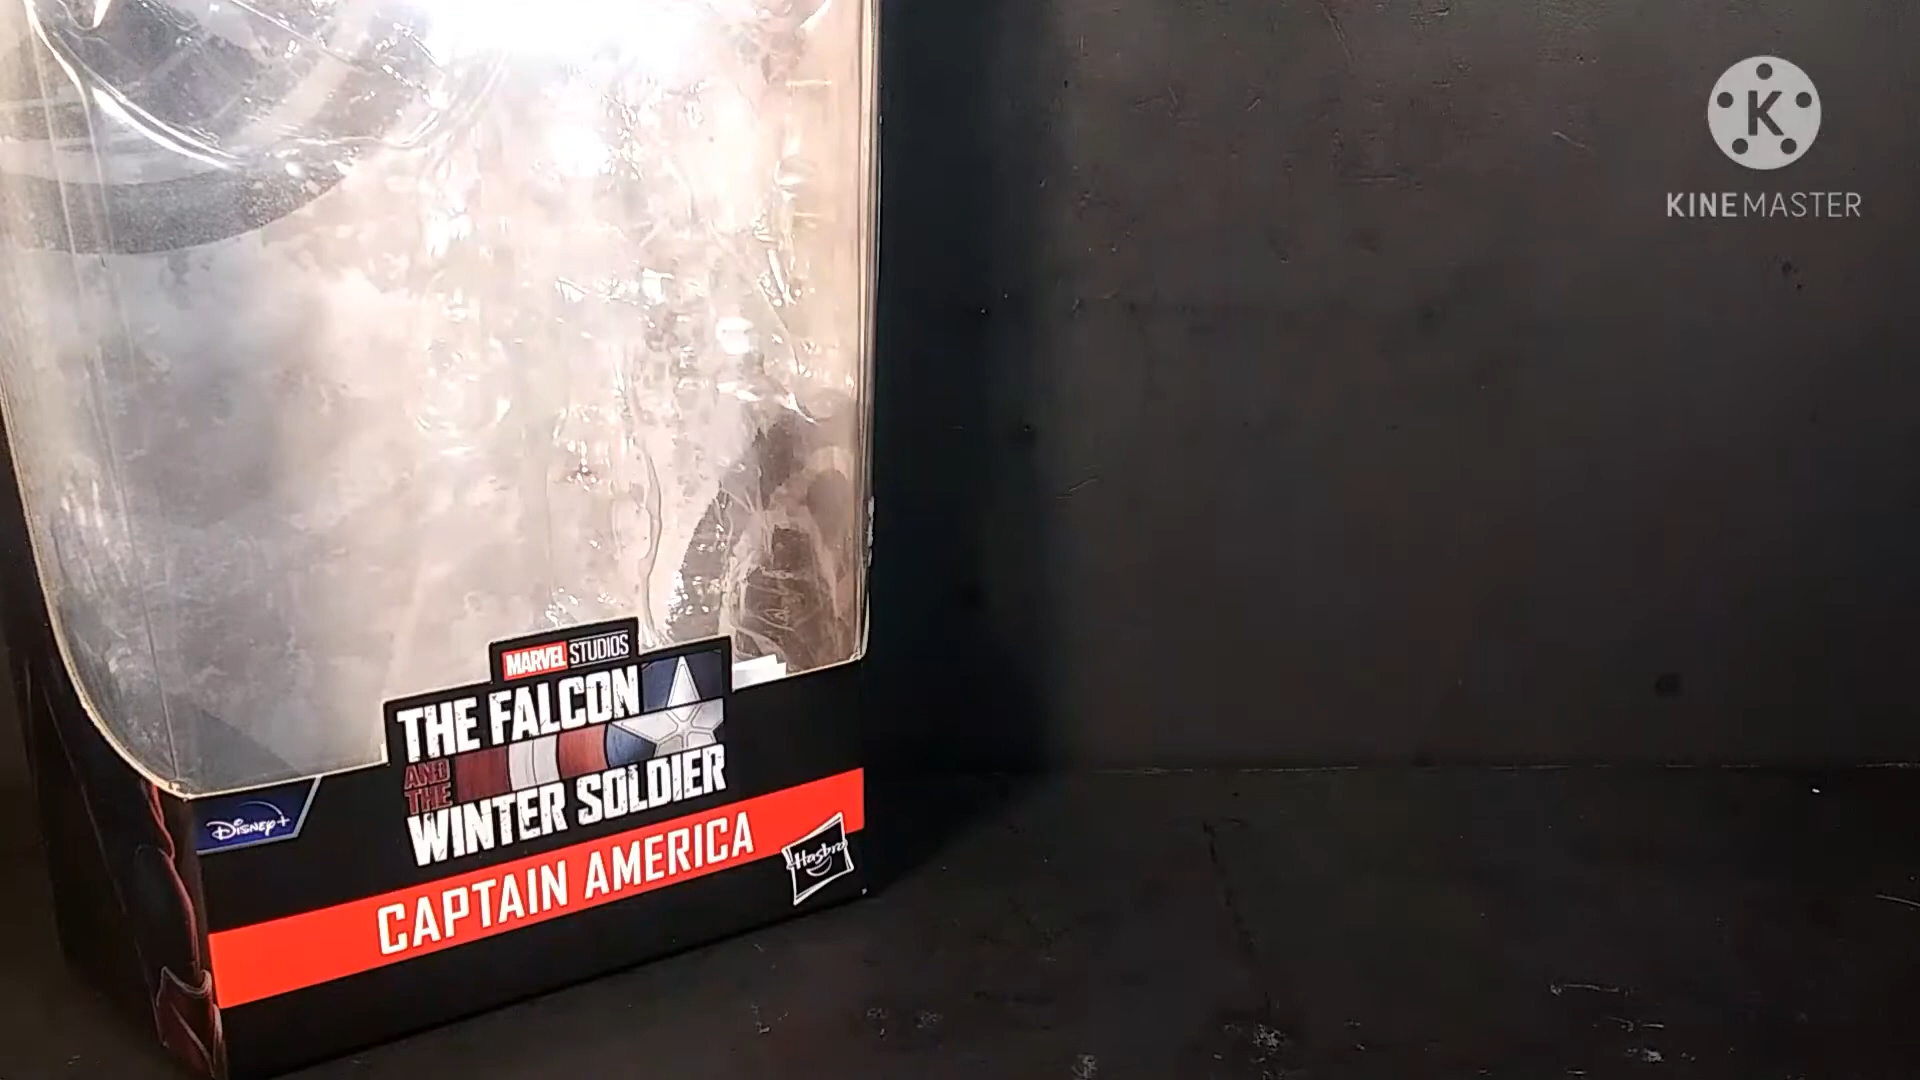 K
KINEMASTER
MARVEL STUDIOS
THE FALCON
AND
THE
WINTER SOLDIER
Disney+
CAPTAIN AMERICA
Hasbro